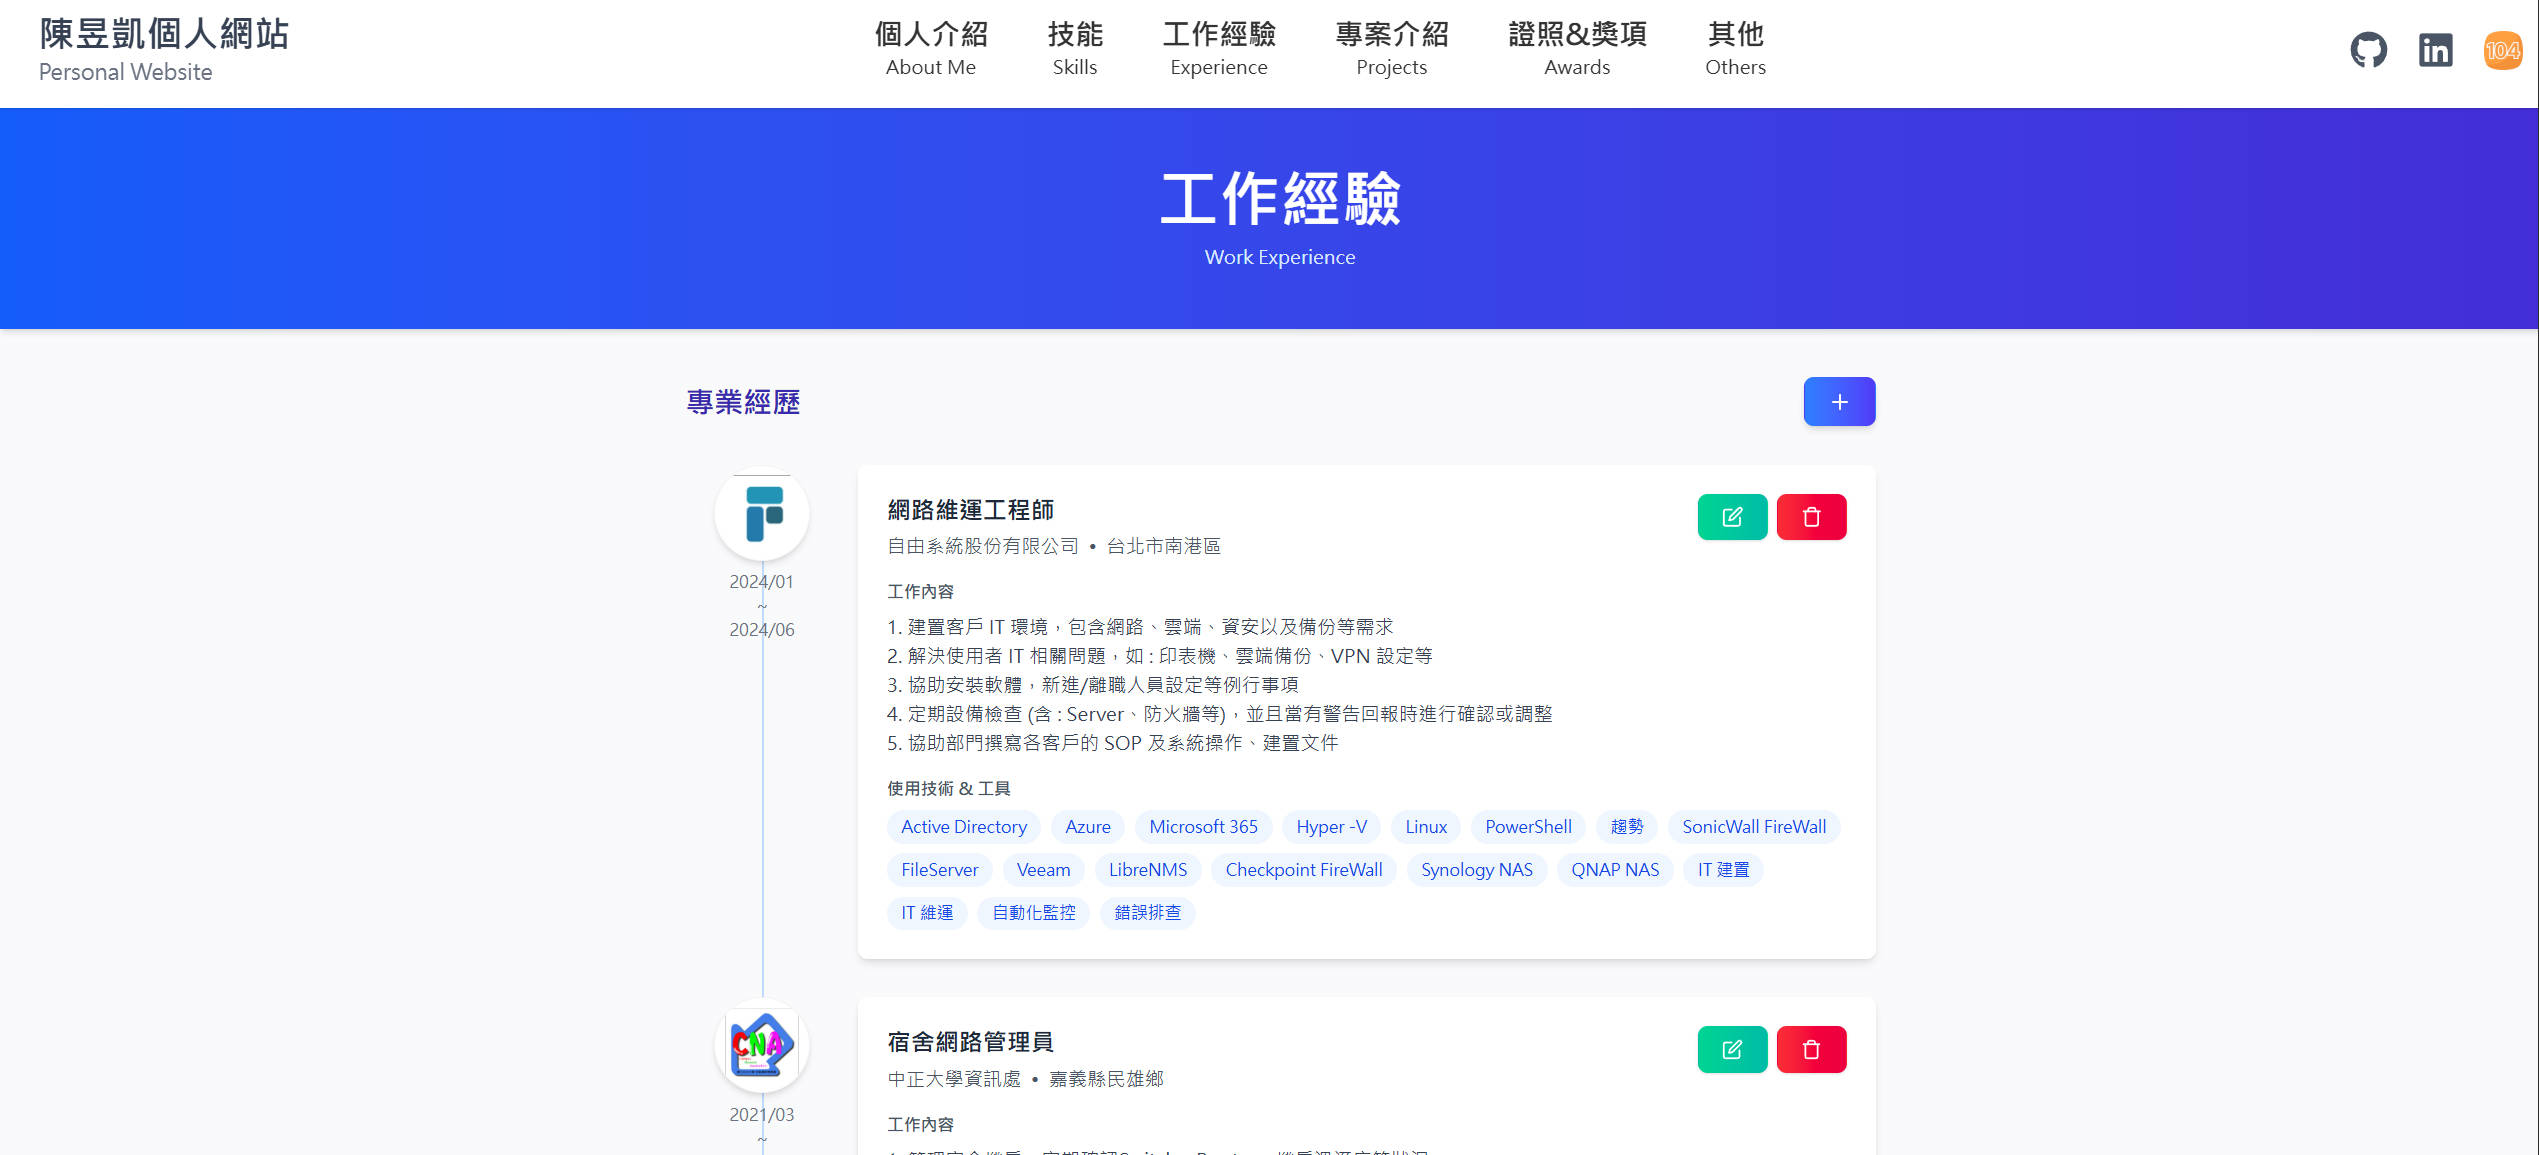 陳昱凱個人網站
Personal Website
個人介紹
About Me
技能
Skills
工作經驗
Experience
專案介紹
Projects
證照&獎項
Awards
其他
Others
104
工作經驗
Work Experience
專業經歷
2024/01
~
2024/06
網路維運工程師
自由系統股份有限公司 • 台北市南港區
工作內容
1. 建置客戶 IT 環境，包含網路、雲端、資安以及備份等需求
2. 解決使用者 IT 相關問題，如 : 印表機、雲端備份、VPN 設定等
3. 協助安裝軟體，新進/離職人員設定等例行事項
4. 定期設備檢查 (含 : Server、防火牆等)，並且當有警告回報時進行確認或調整
5. 協助部門撰寫各客戶的 SOP 及系統操作、建置文件
使用技術 & 工具
Active Directory Azure Microsoft 365 Hyper -V Linux PowerShell 趨勢 SonicWall FireWall
FileServer Veeam LibreNMS Checkpoint FireWall Synology NAS QNAP NAS IT 建置
IT 維運 自動化監控 錯誤排查
CNA
2021/03
~
宿舍網路管理員
中正大學資訊處 • 嘉義縣民雄鄉
工作內容